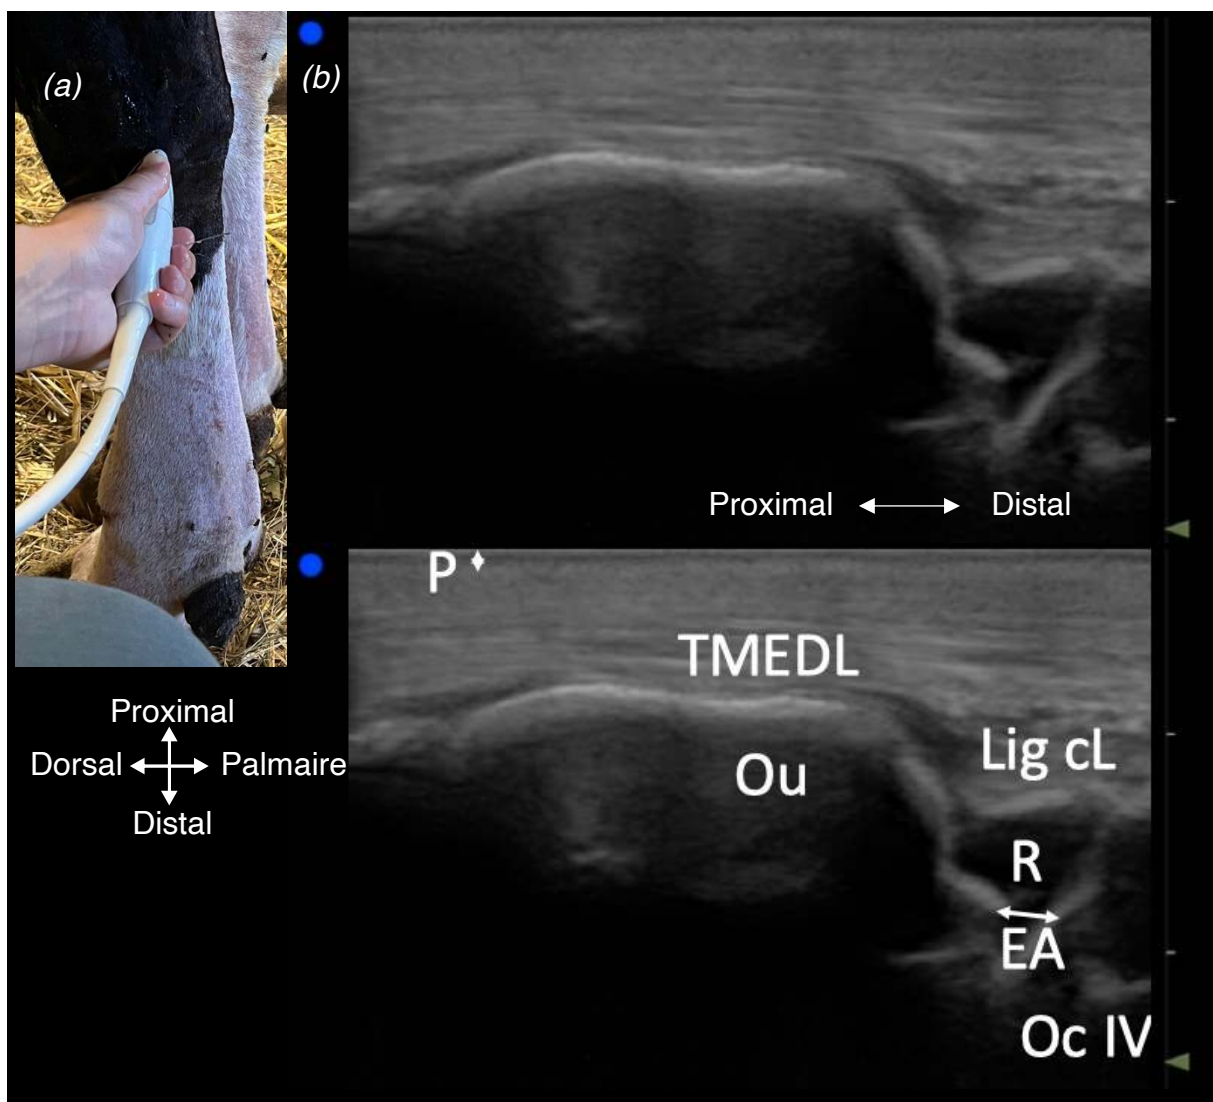 (a)
(b)
Proximal Distal
P
TMEDL
Lig cL
Ou
R
EA
Oc IV
Proximal
Dorsal Palmaire
Distal